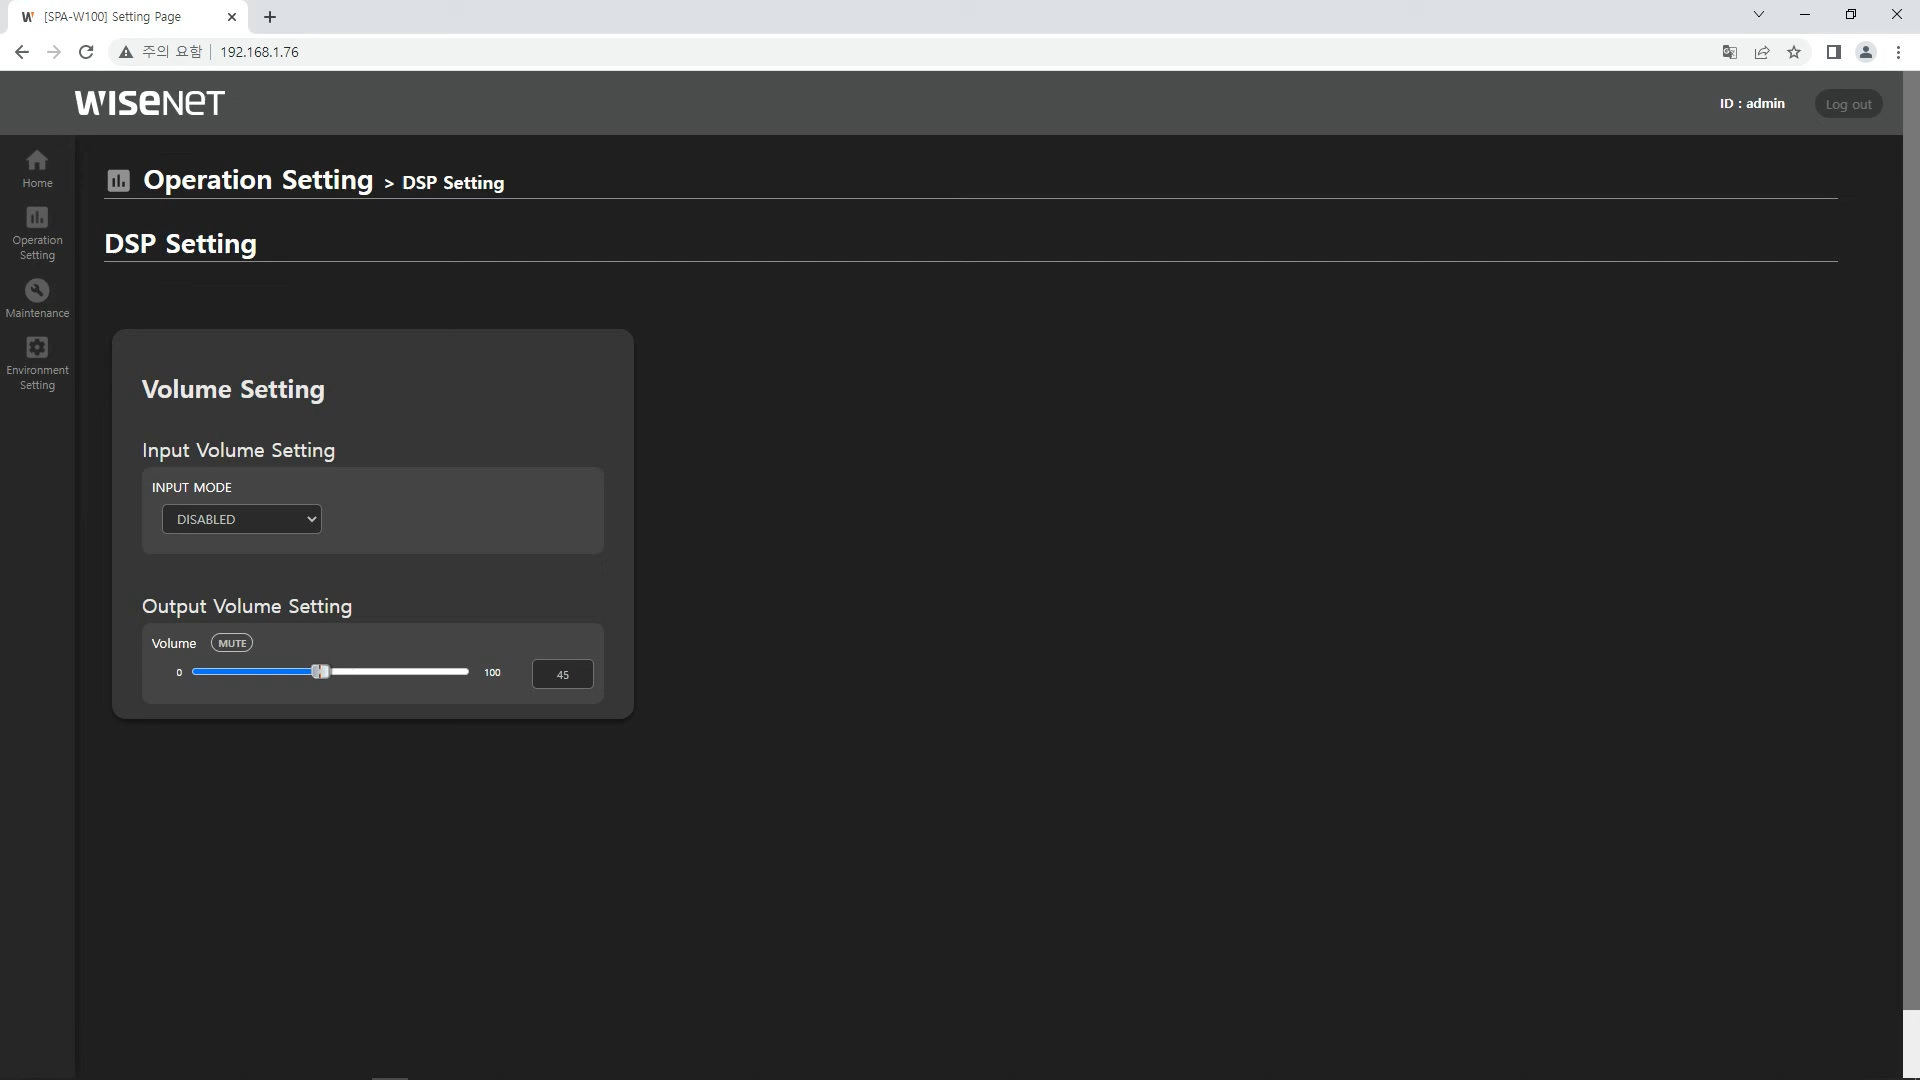 [SPA-W100] Setting Page
주의 요함 192.168.1.76
WISENET
ID : admin
Log out
Home
Operation
Setting
Maintenance
Environment
Setting
Operation Setting > DSP Setting
DSP Setting
Volume Setting
Input Volume Setting
INPUT MODE
DISABLED
Output Volume Setting
Volume MUTE
0 100 45